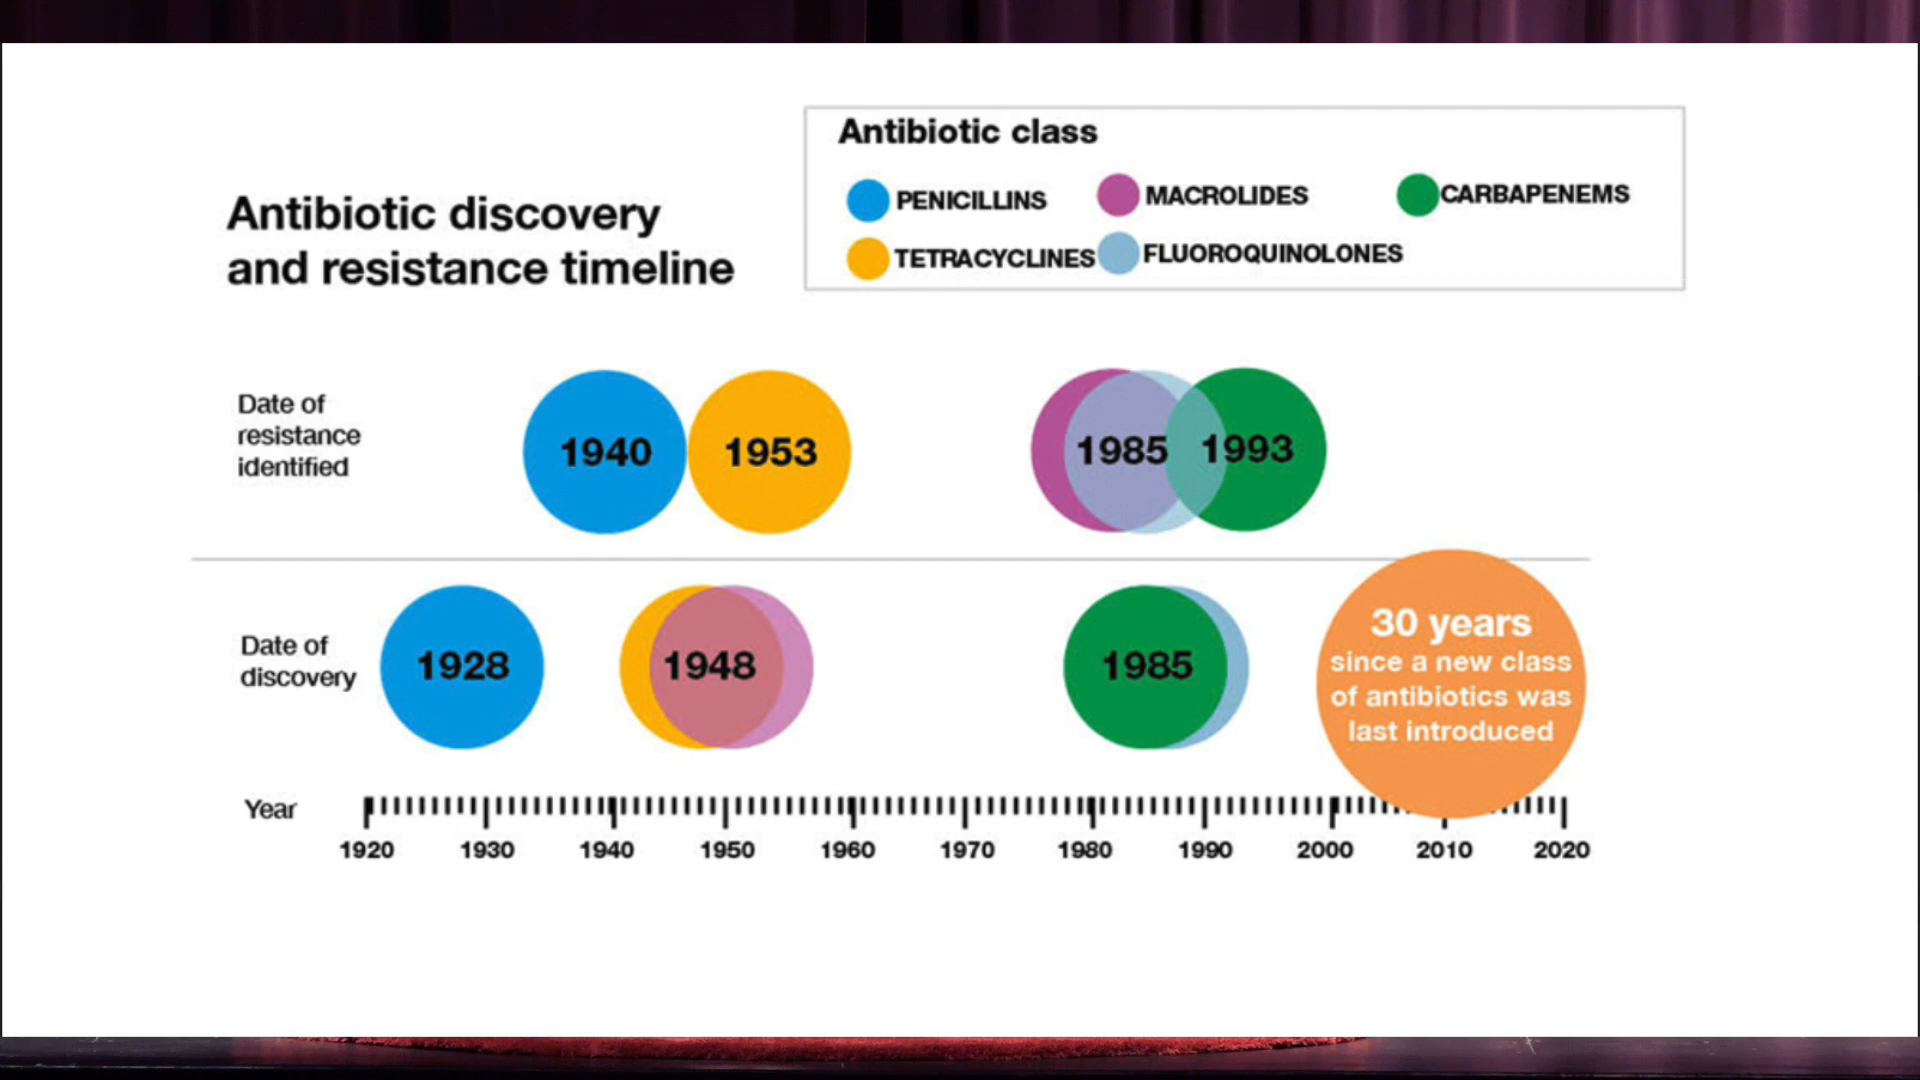 Antibiotic class
PENICILLINS
MACROLIDES
CARBAPENEMS
TETRACYCLINES
FLUOROQUINOLONES
Antibiotic discovery
and resistance timeline
Date of
resistance
identified
1940
1953
1985
1993
Date of
discovery
1928
1948
1985
30 years
since a new class
of antibiotics was
last introduced
Year
1920
1930
1940
1950
1960
1970
1980
1990
2000
2010
2020